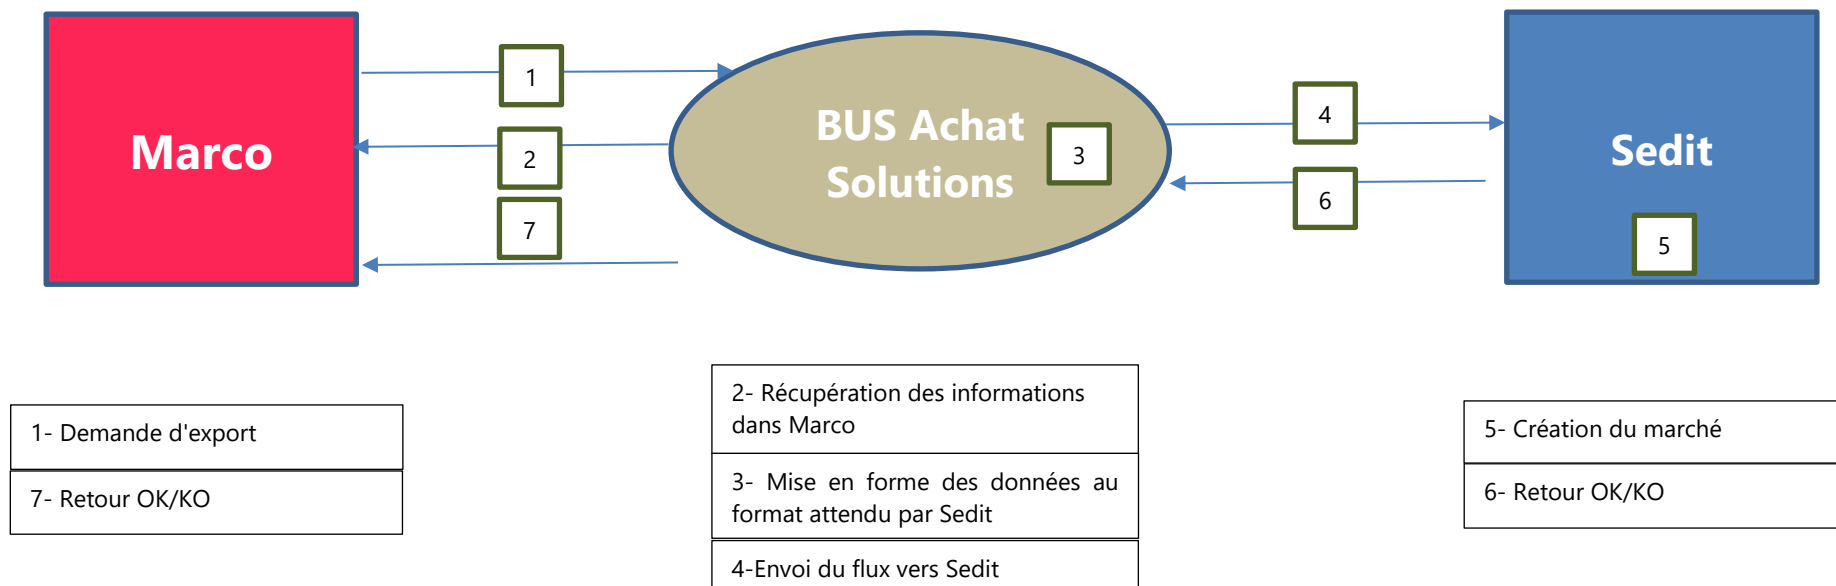 Marco
1
2
7
BUS Achat
Solutions
3
4
6
Sedit
5
1- Demande d'export
7- Retour OK/KO
2- Récupération des informations
dans Marco
3- Mise en forme des données au
format attendu par Sedit
4-Envoi du flux vers Sedit
5- Création du marché
6- Retour OK/KO